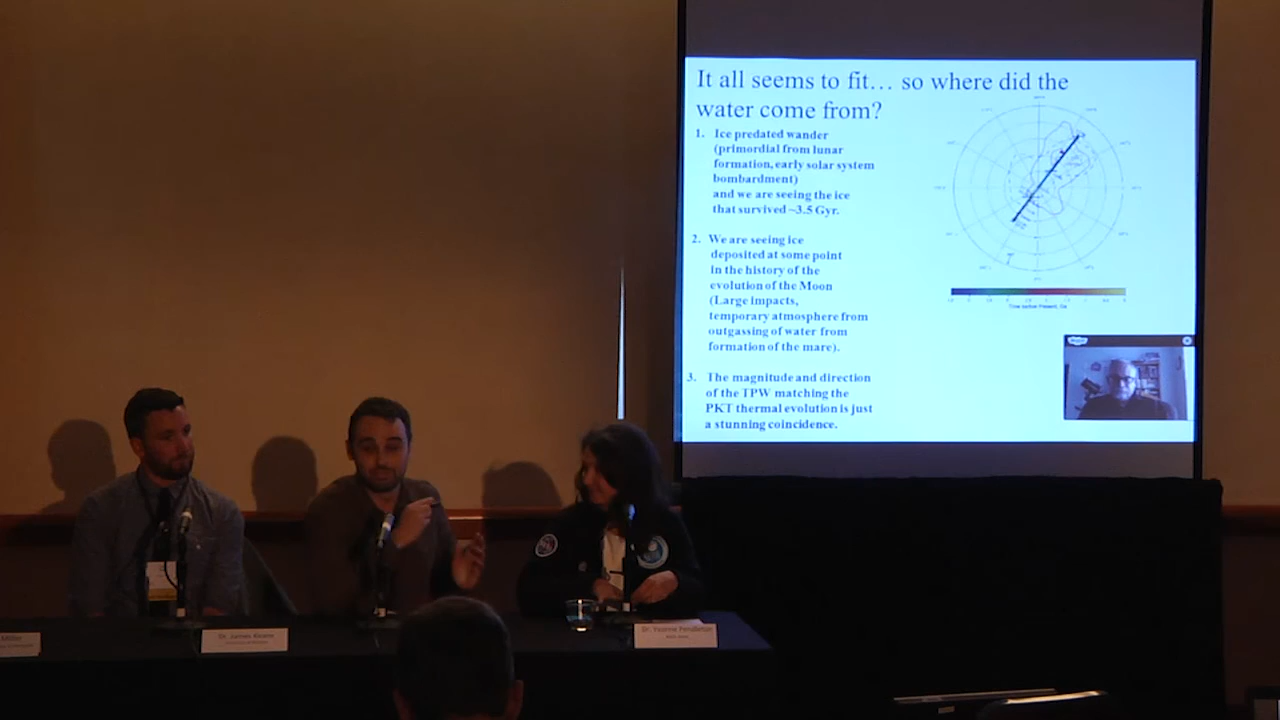 It all seems to fit… so where did the
water come from?
1. Ice predated wander
(primordial from lunar
formation, early solar system
bombardment)
and we are seeing the ice
that survived ~3.5 Gyr.
2. We are seeing ice
deposited at some point
in the history of the
evolution of the Moon
(Large impacts,
temporary atmosphere from
outgassing of water from
formation of the mare).
3. The magnitude and direction
of the TPW matching the
PKT thermal evolution is just
a stunning coincidence.
Time before Present, Ga
Dr. James Keane
Dr. Yvonne Pendleton